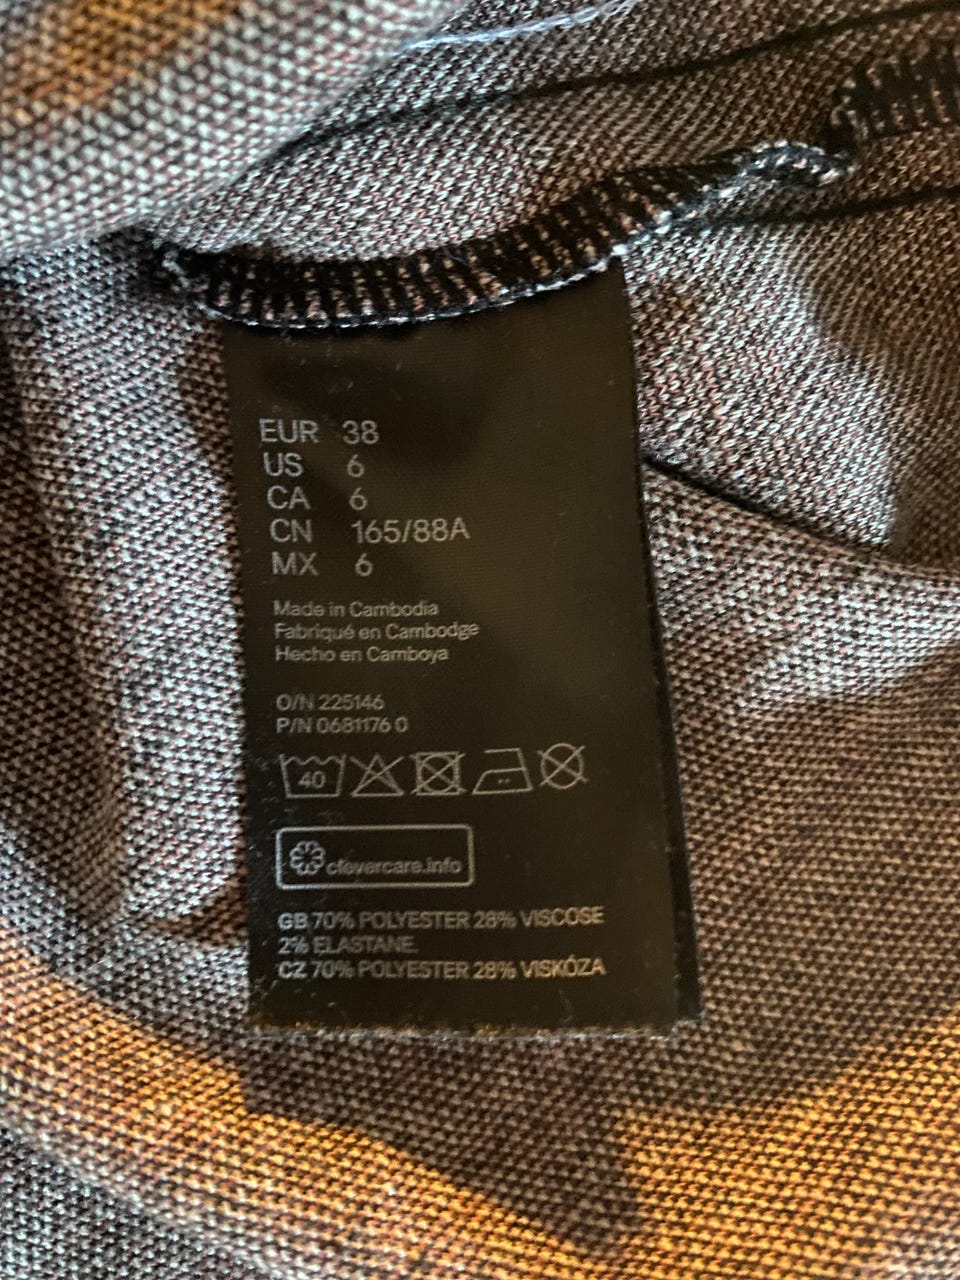 EUR 38
US 6
CA 6
CN 165/88A
MX 6
Made in Cambodia
Fabriqué en Cambodge
Hecho en Camboya
O/N 225146
P/N 0681176 0
40
clevercare.info
GB 70% POLYESTER 28% VISCOSE
2% ELASTANE
CZ 70% POLYESTER 28% VISKÓZA